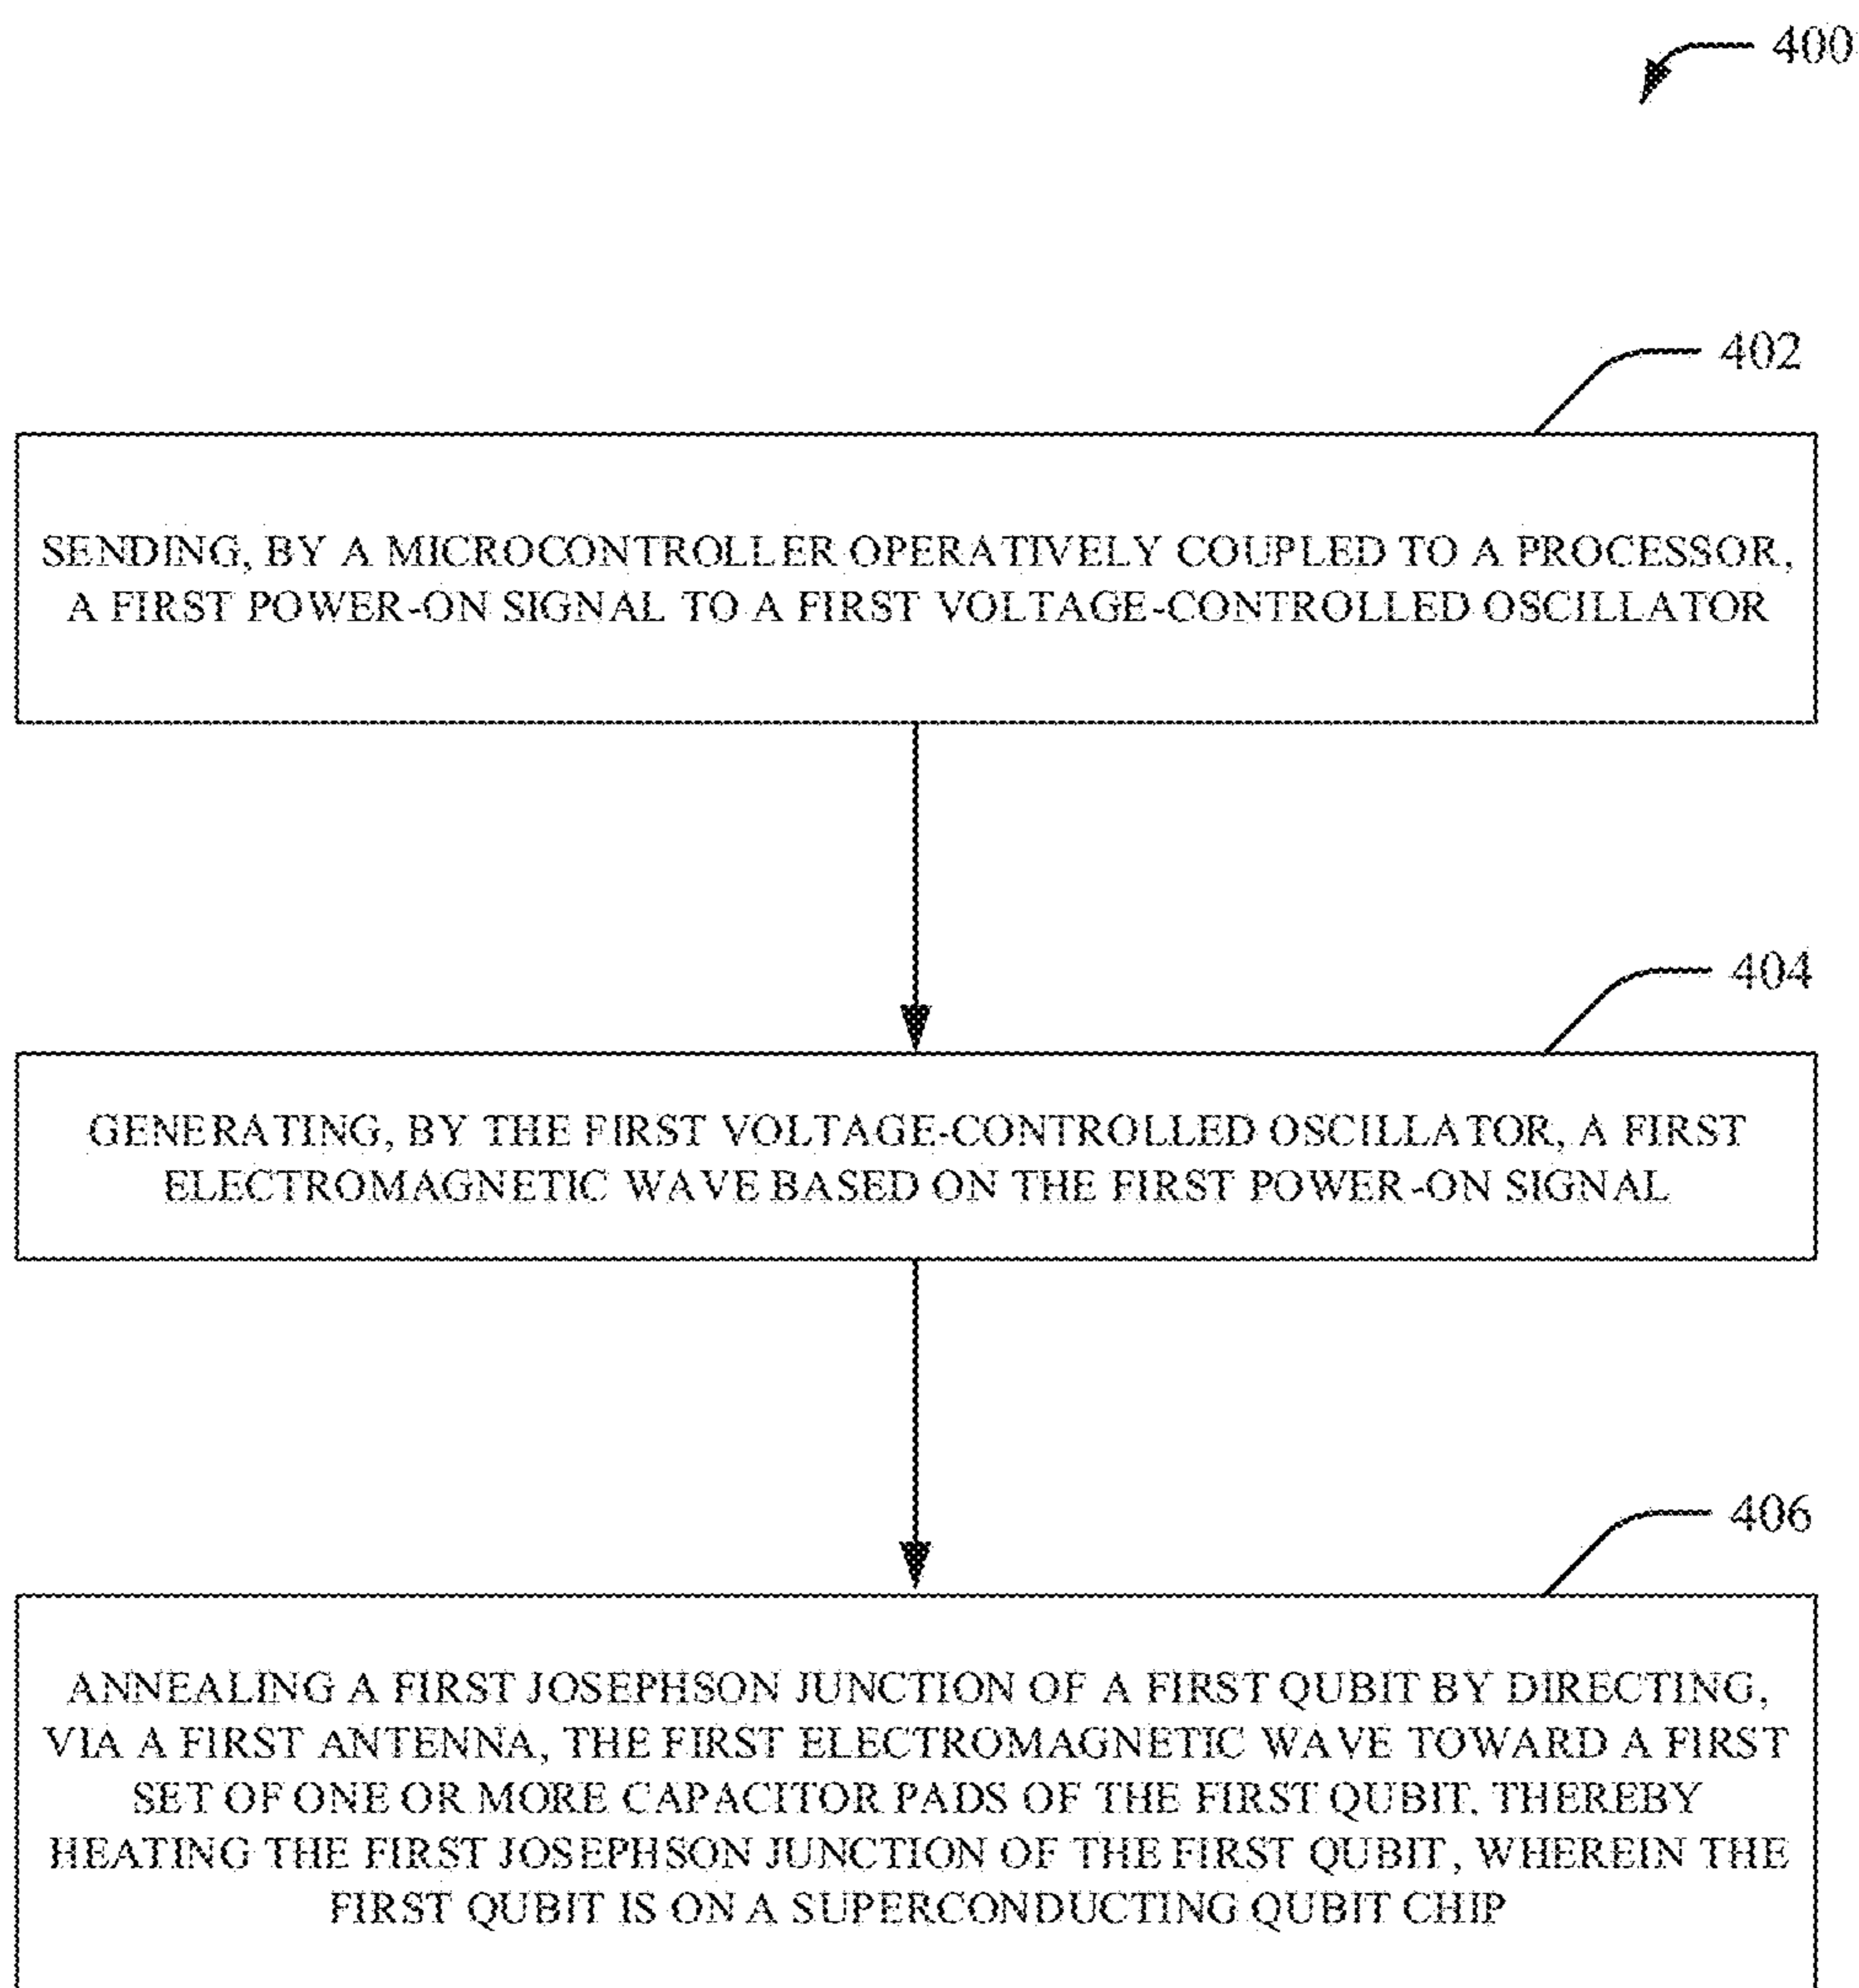 400
402
SENDING, BY A MICROCONTROLLER OPERATIVELY COUPLED TO A PROCESSOR,
A FIRST POWER-ON SIGNAL TO A FIRST VOLTAGE-CONTROLLED OSCILLATOR
404
GENERATING, BY THE FIRST VOLTAGE-CONTROLLED OSCILLATOR, A FIRST
ELECTROMAGNETIC WAVE BASED ON THE FIRST POWER-ON SIGNAL
406
ANNEALING A FIRST JOSEPHSON JUNCTION OF A FIRST QUBIT BY DIRECTING,
VIA A FIRST ANTENNA, THE FIRST ELECTROMAGNETIC WAVE TOWARD A FIRST
SET OF ONE OR MORE CAPACITOR PADS OF THE FIRST QUBIT, THEREBY
HEATING THE FIRST JOSEPHSON JUNCTION OF THE FIRST QUBIT, WHEREIN THE
FIRST QUBIT IS ON A SUPERCONDUCTING QUBIT CHIP